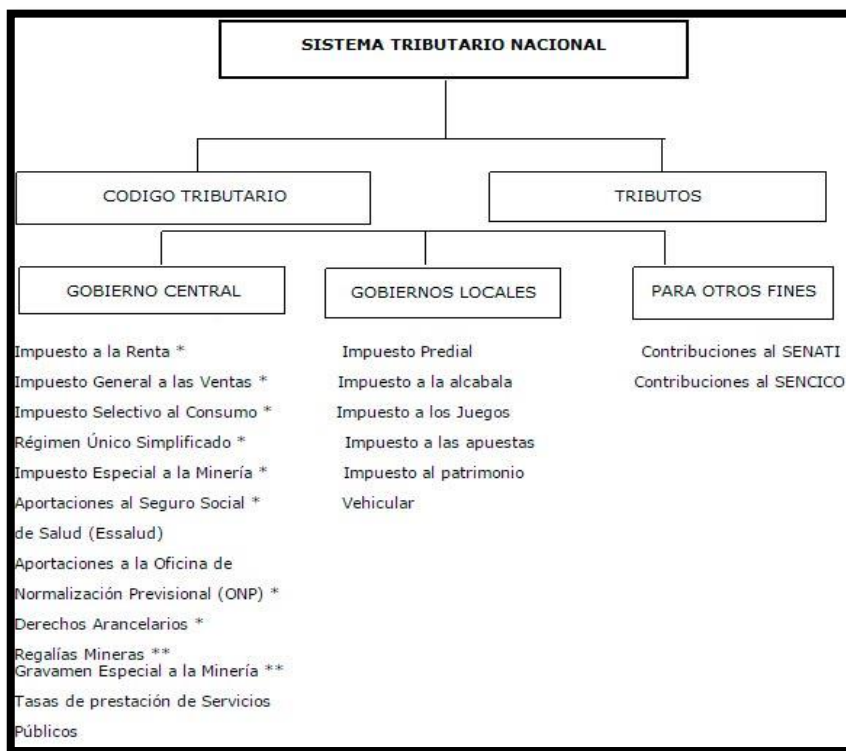 SISTEMA TRIBUTARIO NACIONAL
CODIGO TRIBUTARIO
TRIBUTOS
GOBIERNO CENTRAL
GOBIERNOS LOCALES
PARA OTROS FINES
Impuesto a la Renta *
Impuesto General a las Ventas *
Impuesto Selectivo al Consumo *
Régimen Único Simplificado *
Impuesto Especial a la Minería *
Aportaciones al Seguro Social *
de Salud (Essalud)
Aportaciones a la Oficina de
Normalización Previsional (ONP) *
Derechos Arancelarios *
Regalías Mineras **
Gravamen Especial a la Minería **
Tasas de prestación de Servicios
Públicos
Impuesto Predial
Impuesto a la alcabala
Impuesto a los Juegos
Impuesto a las apuestas
Impuesto al patrimonio
Vehicular
Contribuciones al SENATI
Contribuciones al SENCICO